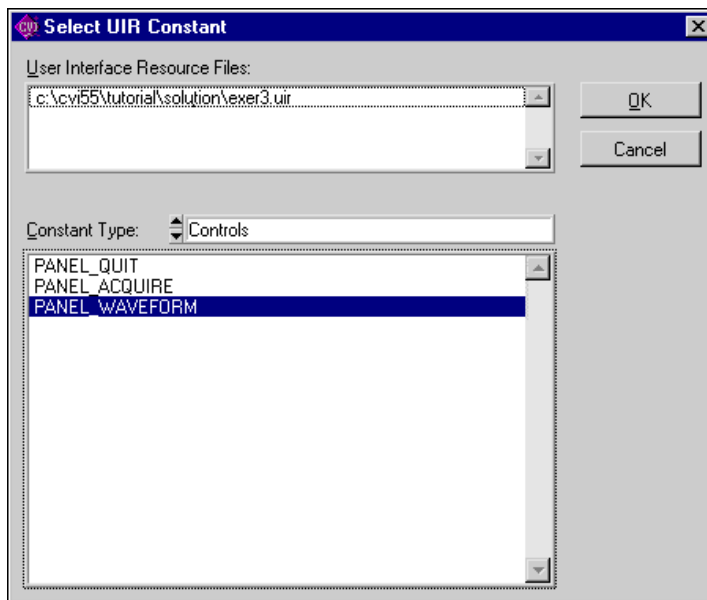 CVI Select UIR Constant
User Interface Resource Files:
c:\cvi55\tutorial\solution\exer3.uir
OK
Cancel
Constant Type: Controls
PANEL_QUIT
PANEL_ACQUIRE
PANEL_WAVEFORM